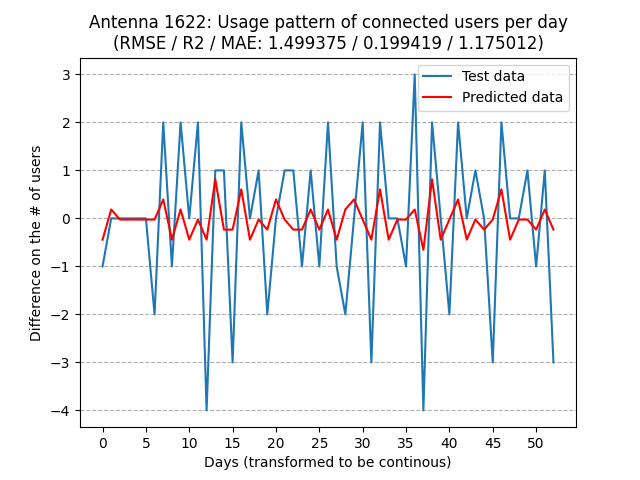 Antenna 1622: Usage pattern of connected users per day
(RMSE / R2 / MAE: 1.499375 / 0.199419 / 1.175012)
Test data
Predicted data
Difference on the # of users
3
2
1
0
−1
−2
−3
−4
0 5 10 15 20 25 30 35 40 45 50
Days (transformed to be continous)